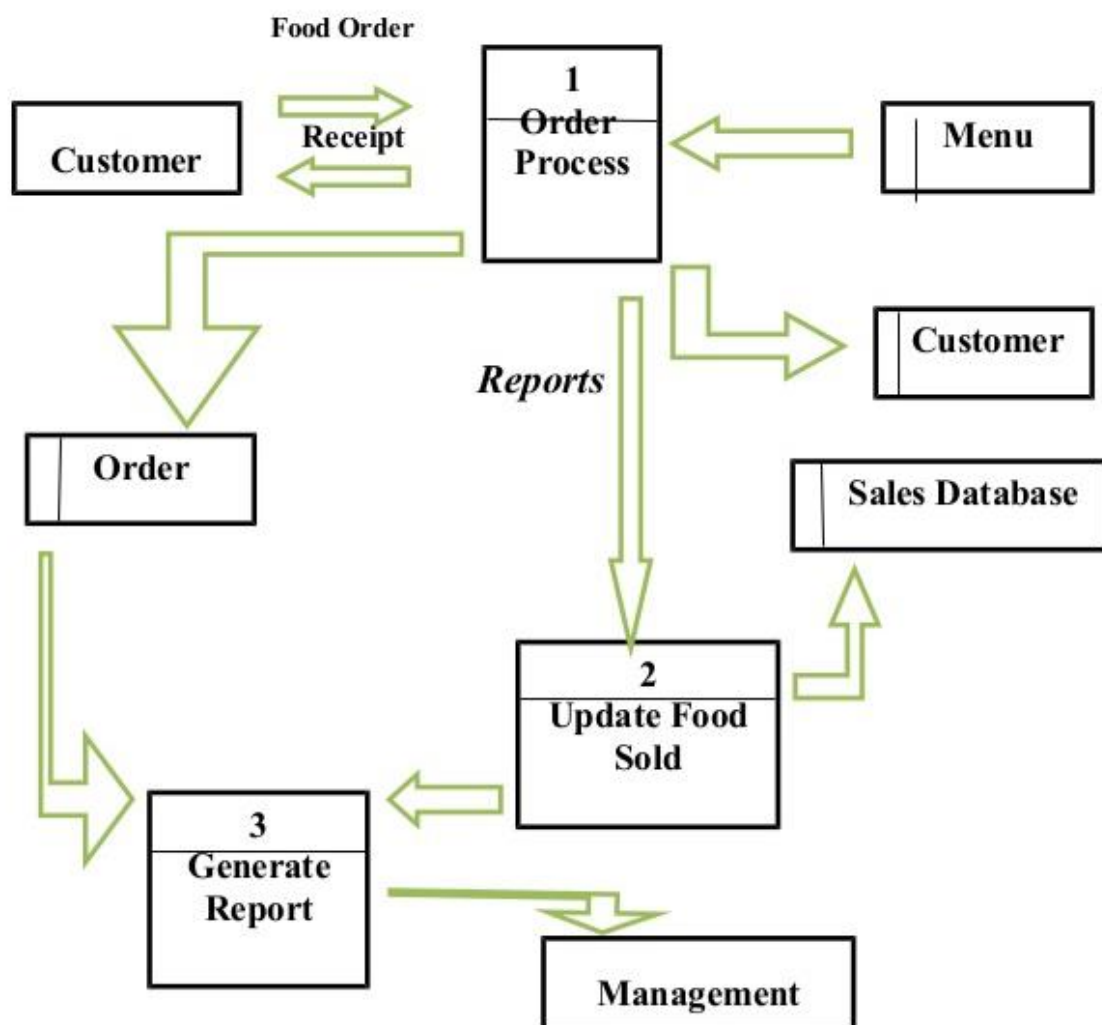 Food Order
1
Order
Process
Receipt
Customer
Menu
Customer
Reports
Order
Sales Database
2
Update Food
Sold
3
Generate
Report
Management